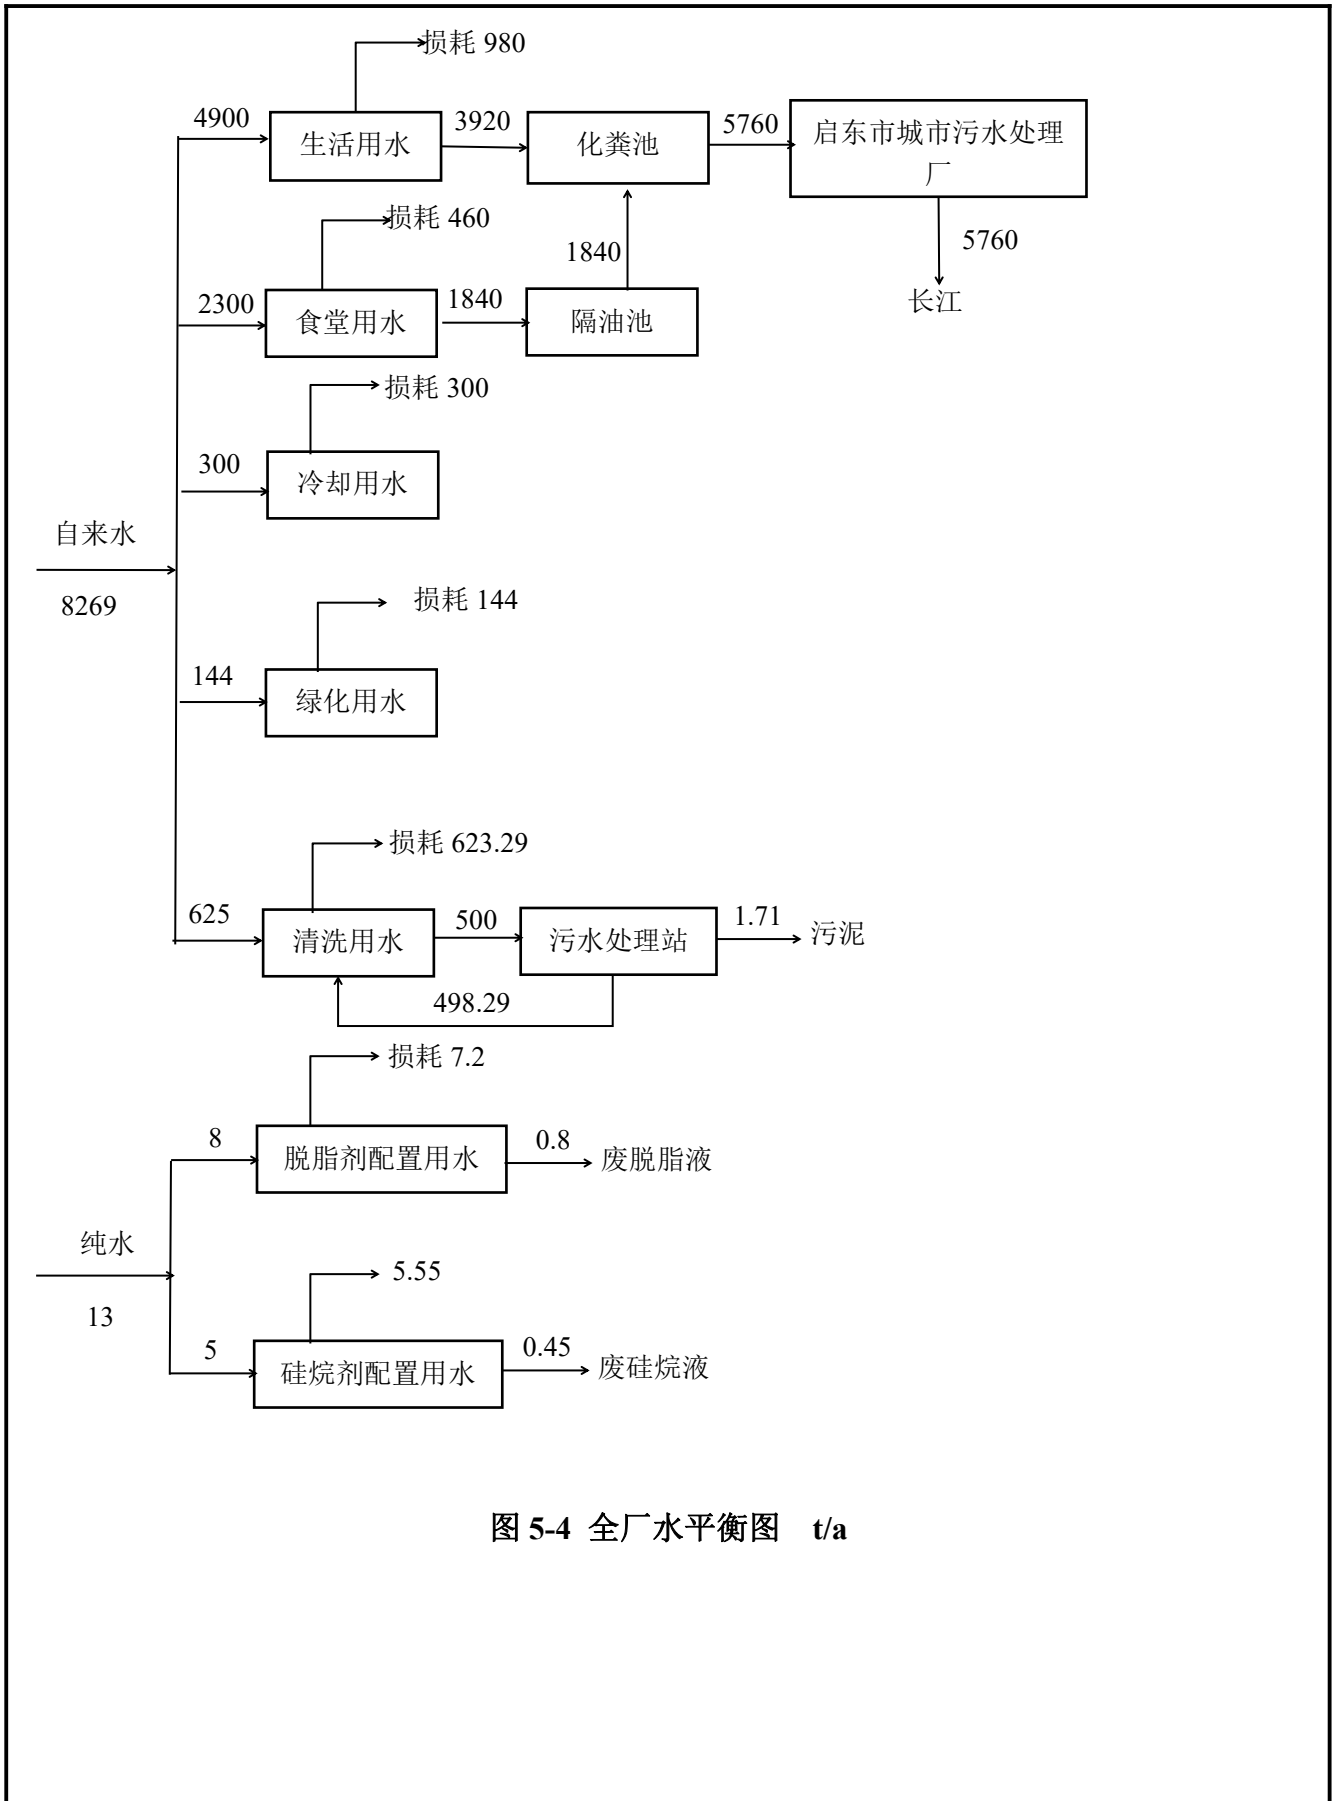 损耗 980
4900
生活用水
3920
化粪池
5760
启东市城市污水处理
厂
损耗 460
1840
5760
2300
食堂用水
1840
隔油池
长江
损耗 300
300
冷却用水
自来水
8269
损耗 144
144
绿化用水
损耗 623.29
625
清洗用水
500
污水处理站
1.71
污泥
498.29
损耗 7.2
8
脱脂剂配置用水
0.8
废脱脂液
纯水
13
5.55
5
硅烷剂配置用水
0.45
废硅烷液
图 5-4 全厂水平衡图 t/a